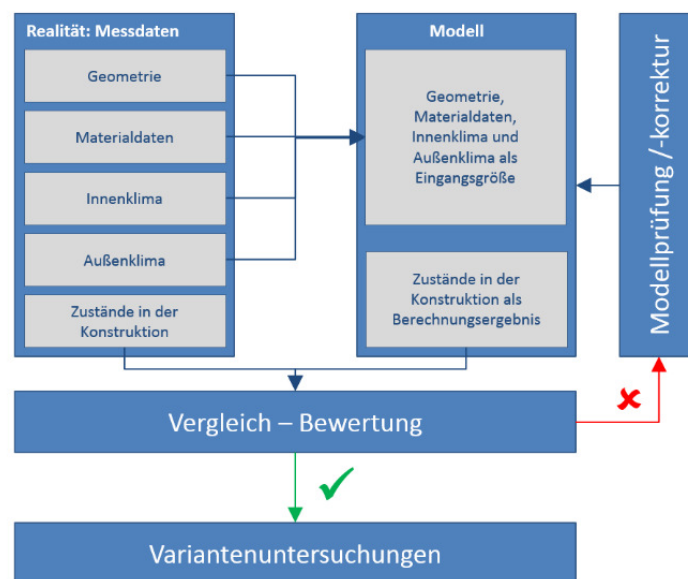 Realität: Messdaten
Geometrie
Materialdaten
Innenklima
Außenklima
Zustände in der
Konstruktion
Modell
Geometrie,
Materialdaten,
Innenklima und
Außenklima als
Eingangsgröße
Zustände in der
Konstruktion als
Berechnungsergebnis
Modellprüfung /-korrektur
Vergleich – Bewertung
Variantenuntersuchungen